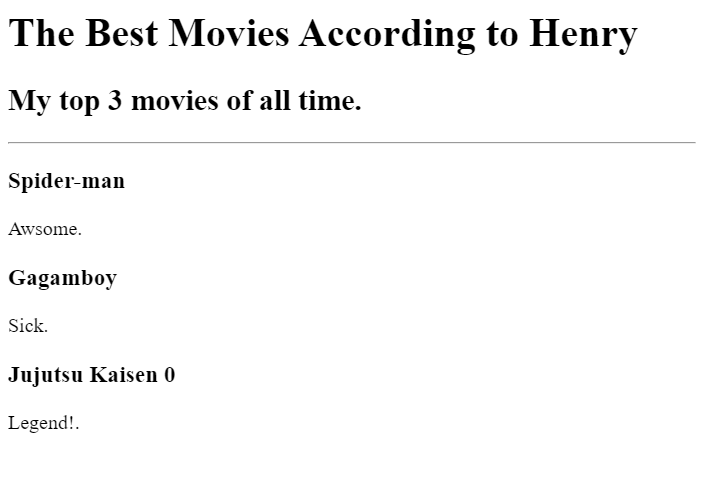 The Best Movies According to Henry
My top 3 movies of all time.
Spider-man
Awsome.
Gagamboy
Sick.
Jujutsu Kaisen 0
Legend!.